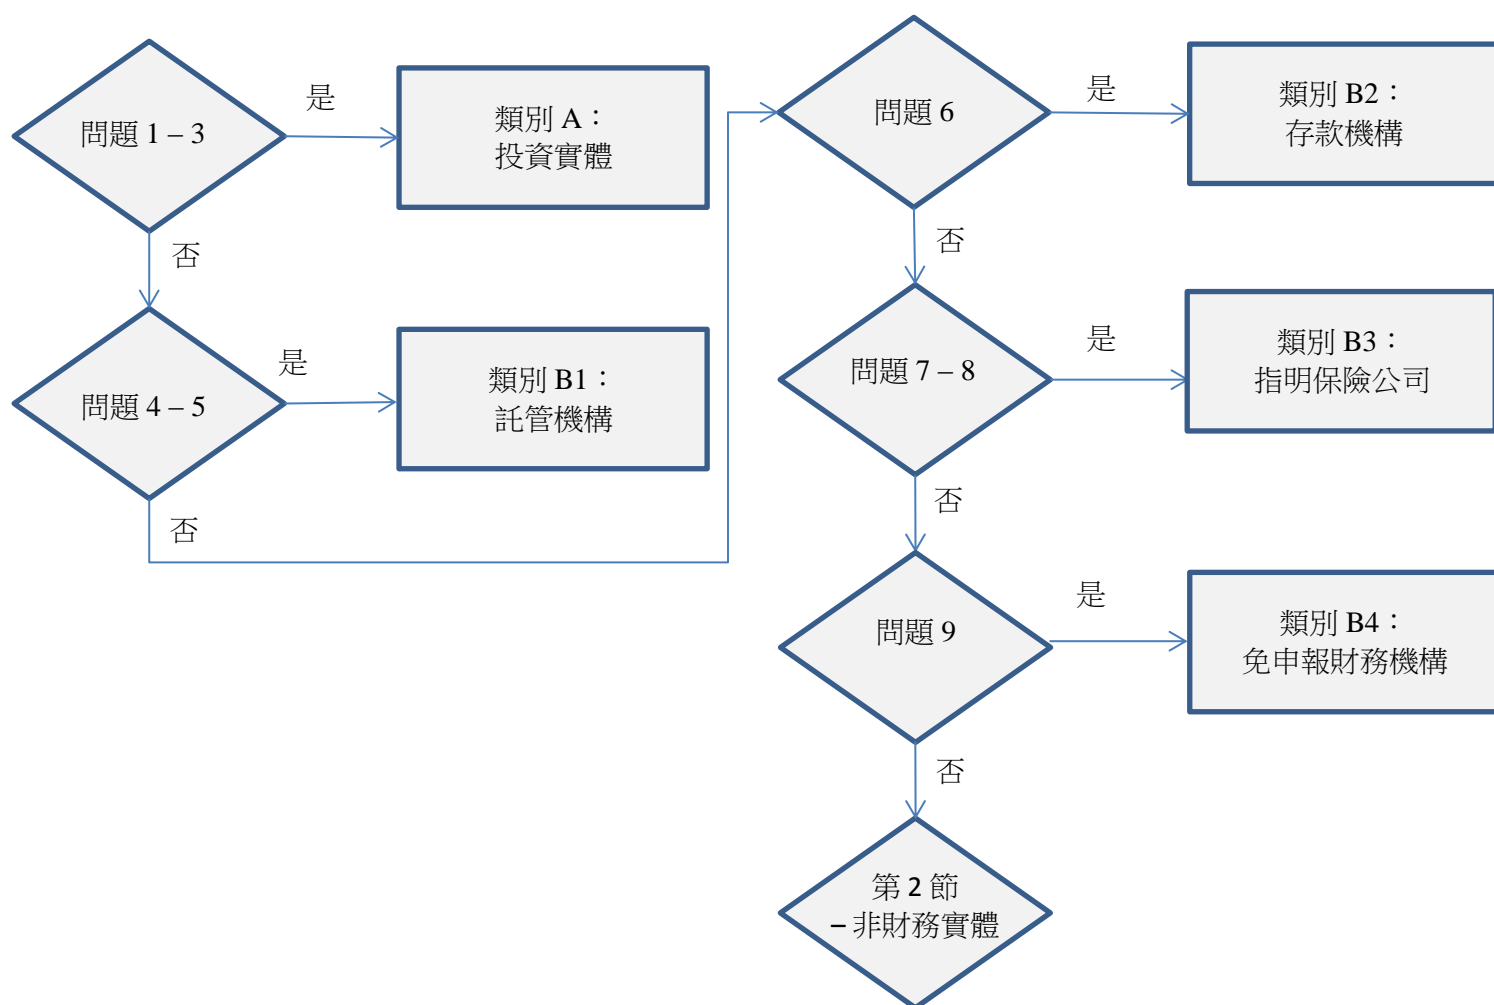 問題 1 – 3
是
類別 A：
投資實體
否
問題 4 – 5
是
類別 B1：
託管機構
否
問題 6
是
類別 B2：
存款機構
否
問題 7 – 8
是
類別 B3：
指明保險公司
否
問題 9
是
類別 B4：
免申報財務機構
否
第 2 節
– 非財務實體